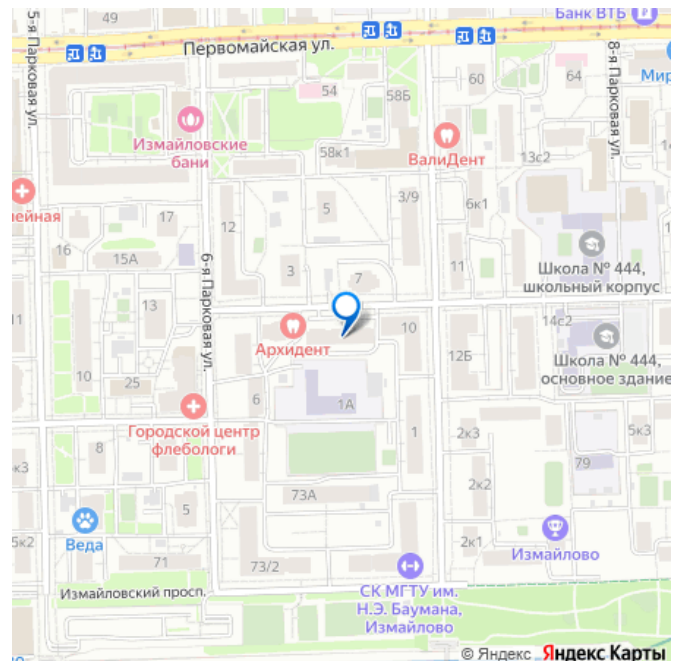 5-я Парковая ул.
49
Первомайская ул.
Банк ВТБ
8-я Парковая ул.
54
58Б
60
64
Мир
Измайловские
бани
58к1
ВалиДент
13с2
3/9
6к1
5
12
17
16
15А
3
7
11
Школа № 444,
школьный корпус
6-я Парковая ул.
13
11
10
14с2
Архидент
12Б
Школа № 444,
основное здание
10
25
6
1А
Городской центр
флебологи
8
1
2к3
79
5к3
2к2
73А
5
Веда
2к1
Измайлово
71
73/2
СК МГТУ им.
Н.Э. Баумана,
Измайлово
Измайловский просп.
© Яндекс Яндекс Карты